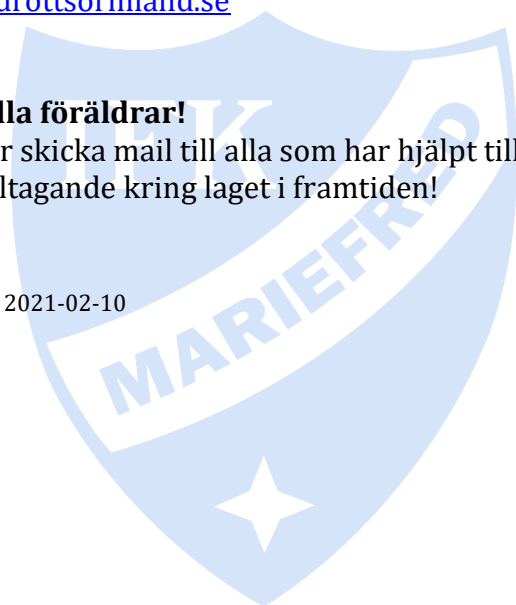 drottsormland.se
lla föräldrar!
r skicka mail till alla som har hjälpt till
ltagande kring laget i framtiden!
2021-02-10
IFK
MARIEFRED